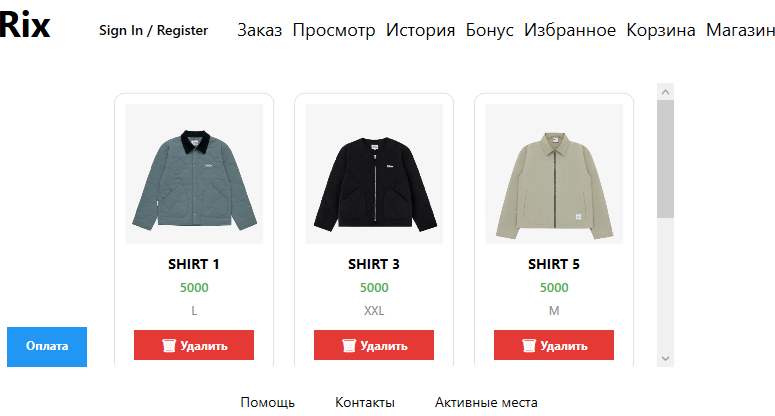 Rix
Sign In / Register
Заказ Просмотр История Бонус Избранное Корзина Магазин
SHIRT 1
5000
L
Удалить
SHIRT 3
5000
XXL
Удалить
SHIRT 5
5000
M
Удалить
Оплата
Помощь Контакты Активные места